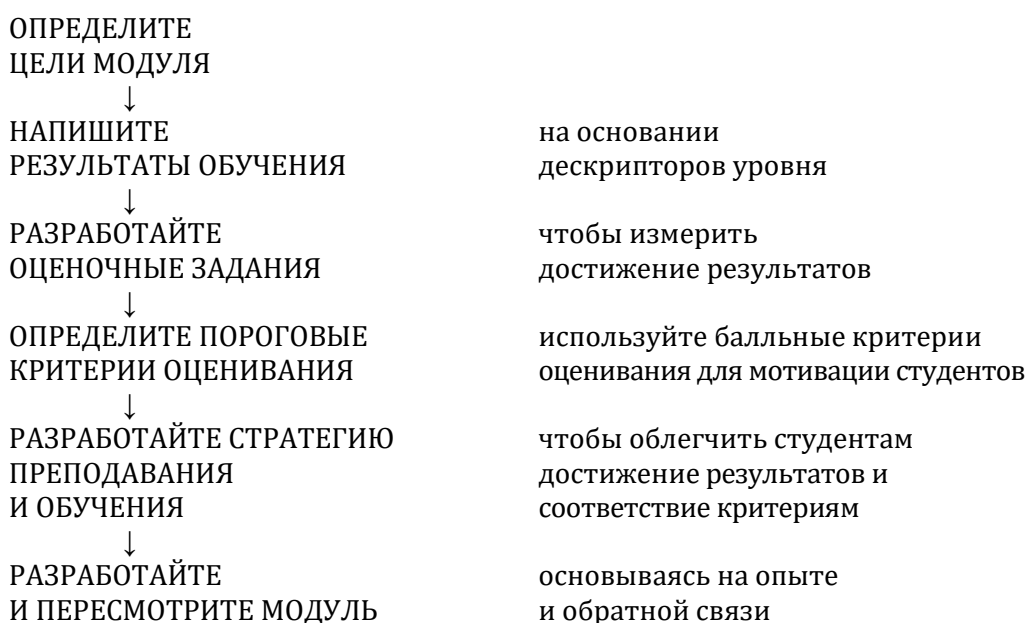 ОПРЕДЕЛИТЕ
ЦЕЛИ МОДУЛЯ
↓
НАПИШИТЕ на основании
РЕЗУЛЬТАТЫ ОБУЧЕНИЯ дескрипторов уровня
↓
РАЗРАБОТАЙТЕ чтобы измерить
ОЦЕНОЧНЫЕ ЗАДАНИЯ достижение результатов
↓
ОПРЕДЕЛИТЕ ПОРОГОВЫЕ используйте балльные критерии
КРИТЕРИИ ОЦЕНИВАНИЯ оценивания для мотивации студентов
↓
РАЗРАБОТАЙТЕ СТРАТЕГИЮ чтобы облегчить студентам
ПРЕПОДАВАНИЯ достижение результатов и
И ОБУЧЕНИЯ соответствие критериям
↓
РАЗРАБОТАЙТЕ основываясь на опыте
И ПЕРЕСМОТРИТЕ МОДУЛЬ и обратной связи